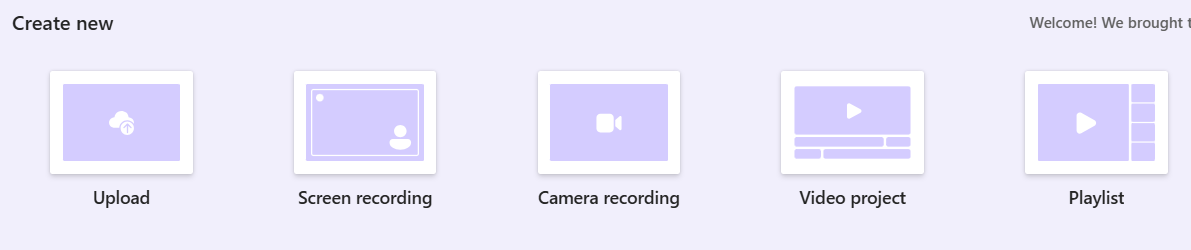 Create new
Welcome! We brought
Upload
Screen recording
Camera recording
Video project
Playlist